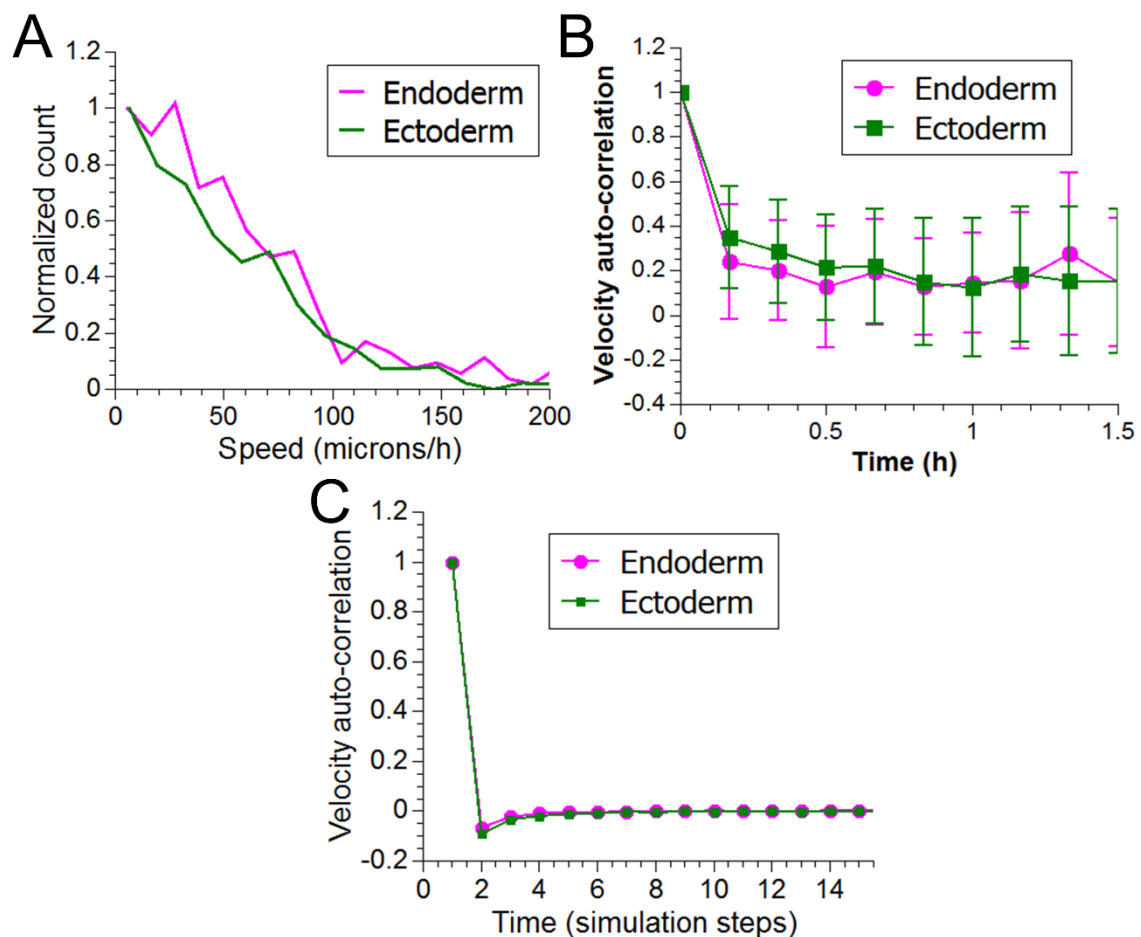 A
1.2
1
0.8
0.6
0.4
0.2
0
Normalized count
Endoderm
Ectoderm
0 50 100 150 200
Speed (microns/h)
B
1.2
1.0
0.8
0.6
0.4
0.2
0
-0.2
-0.4
Velocity auto-correlation
Endoderm
Ectoderm
0 0.5 1 1.5
Time (h)
C
1.2
1
0.8
0.6
0.4
0.2
0
-0.2
Velocity auto-correlation
Endoderm
Ectoderm
0 2 4 6 8 10 12 14
Time (simulation steps)